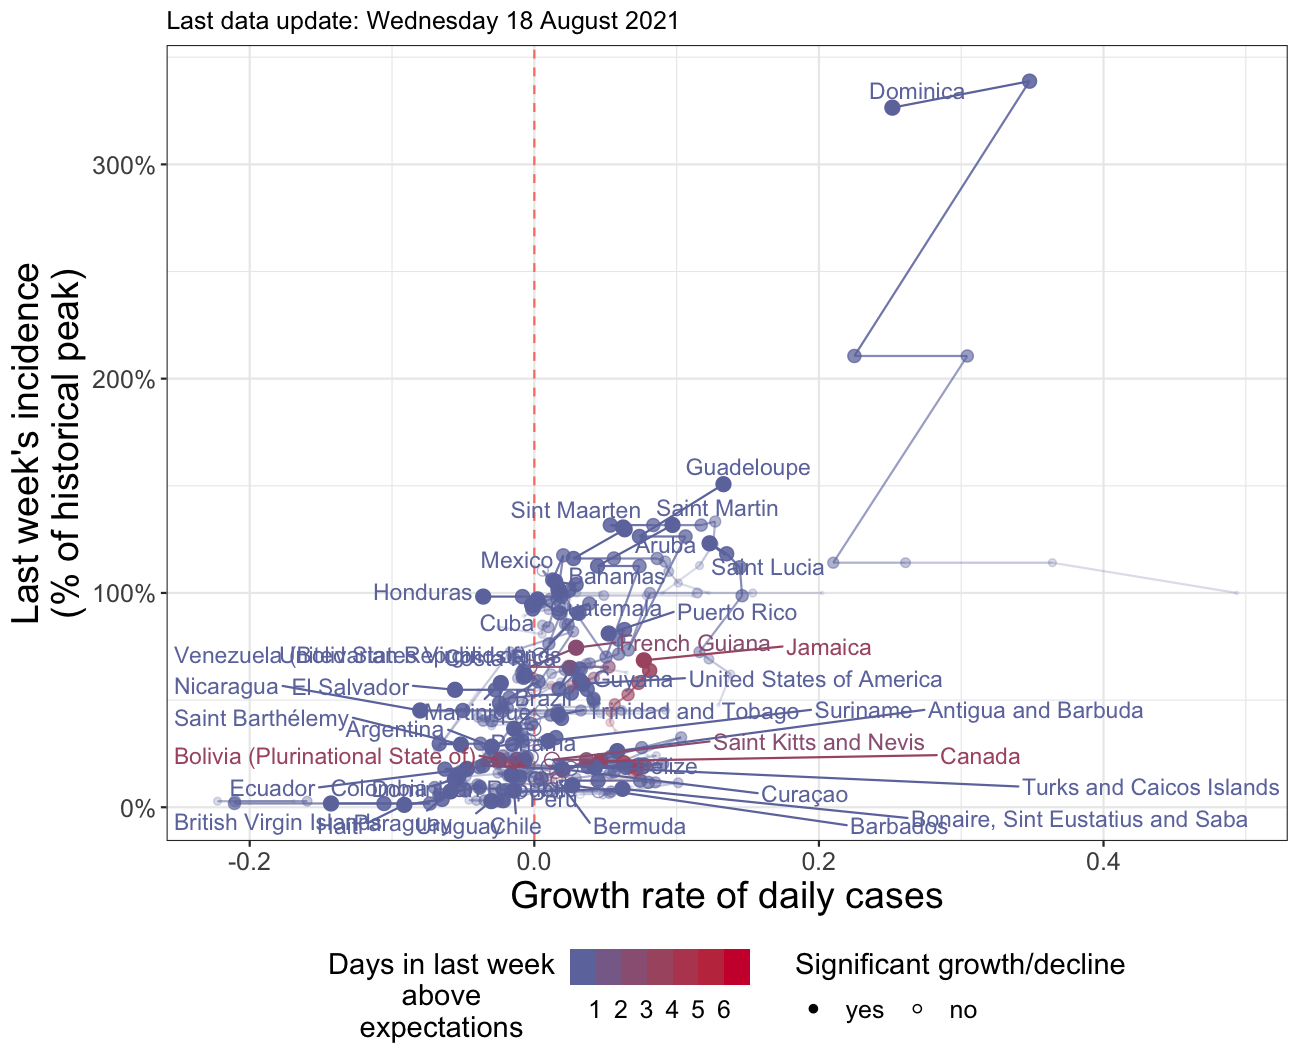 Last data update: Wednesday 18 August 2021
Last week's incidence
(% of historical peak)
300%
200%
100%
0%
Dominica
Guadeloupe
Sint Maarten
Saint Martin
Aruba
Mexico
Saint Lucia
Bahamas
Honduras
Guatemala
Puerto Rico
Cuba
French Guiana
Jamaica
Costa Rica
Nicaragua
El Salvador
Guyana
United States of America
Brazil
Martinique
Trinidad and Tobago
Suriname
Antigua and Barbuda
Saint Barthélemy
Argentina
Panama
Saint Kitts and Nevis
Bolivia (Plurinational State of)
Canada
Belize
Ecuador
Colombia
Turks and Caicos Islands
Curaçao
Peru
British Virgin Islands
Haiti
Paraguay
Uruguay
Chile
Bermuda
Barbados
Bonaire, Sint Eustatius and Saba
-0.2
0.0
0.2
0.4
Growth rate of daily cases
Days in last week
above
expectations
1 2 3 4 5 6
Significant growth/decline
yes
no